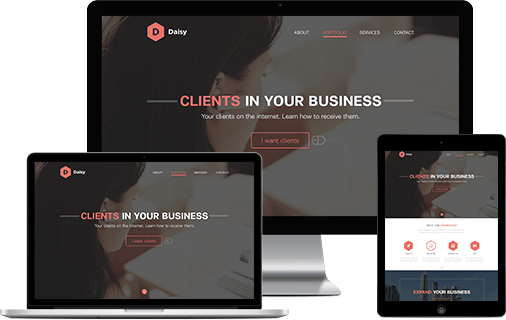 D Daisy
ABOUT PORTFOLIO SERVICES CONTACT
CLIENTS IN YOUR BUSINESS
Your clients on the internet. Learn how to receive them.
I want clients
D Daisy
ABOUT PORTFOLIO SERVICES CONTACT
CLIENTS IN YOUR BUSINESS
Your clients on the internet. Learn how to receive them.
I want clients
CLIENTS IN YOUR BUSINESS
EXPAND YOUR BUSINESS